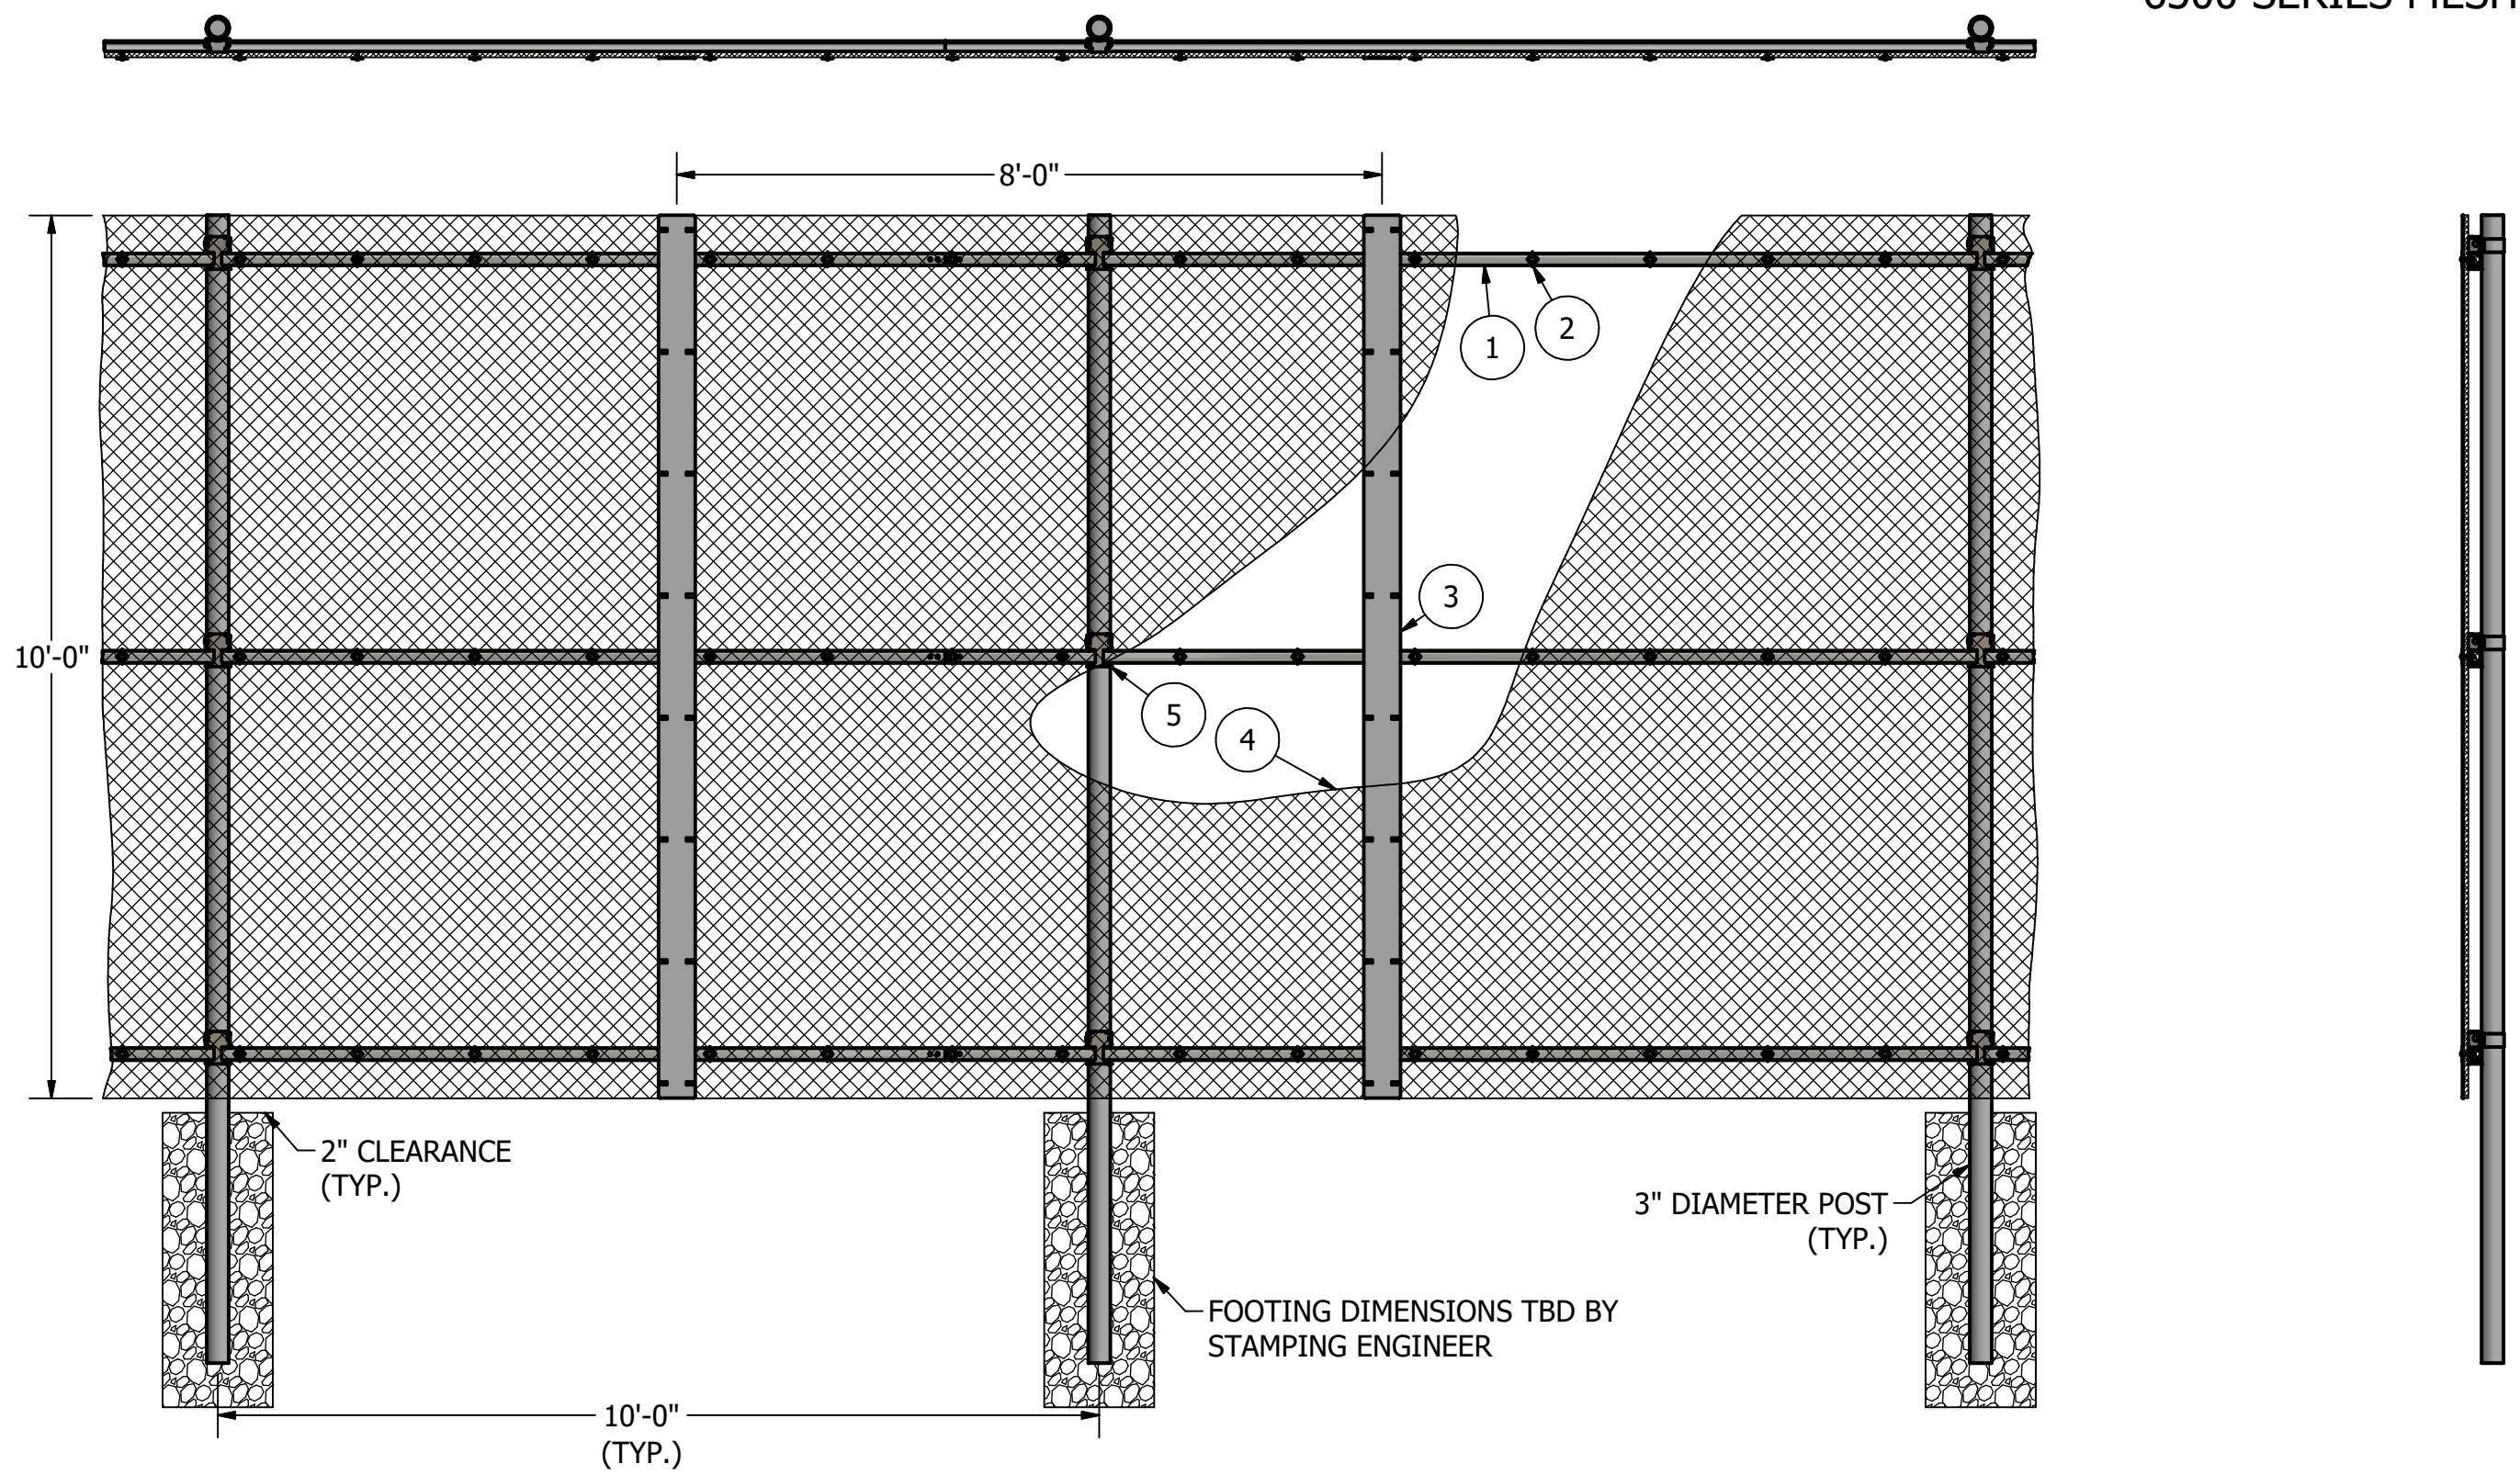 8'-0"
1
2
10'-0"
3
5
4
2" CLEARANCE
(TYP.)
3" DIAMETER POST
(TYP.)
FOOTING DIMENSIONS TBD BY
STAMPING ENGINEER
10'-0"
(TYP.)